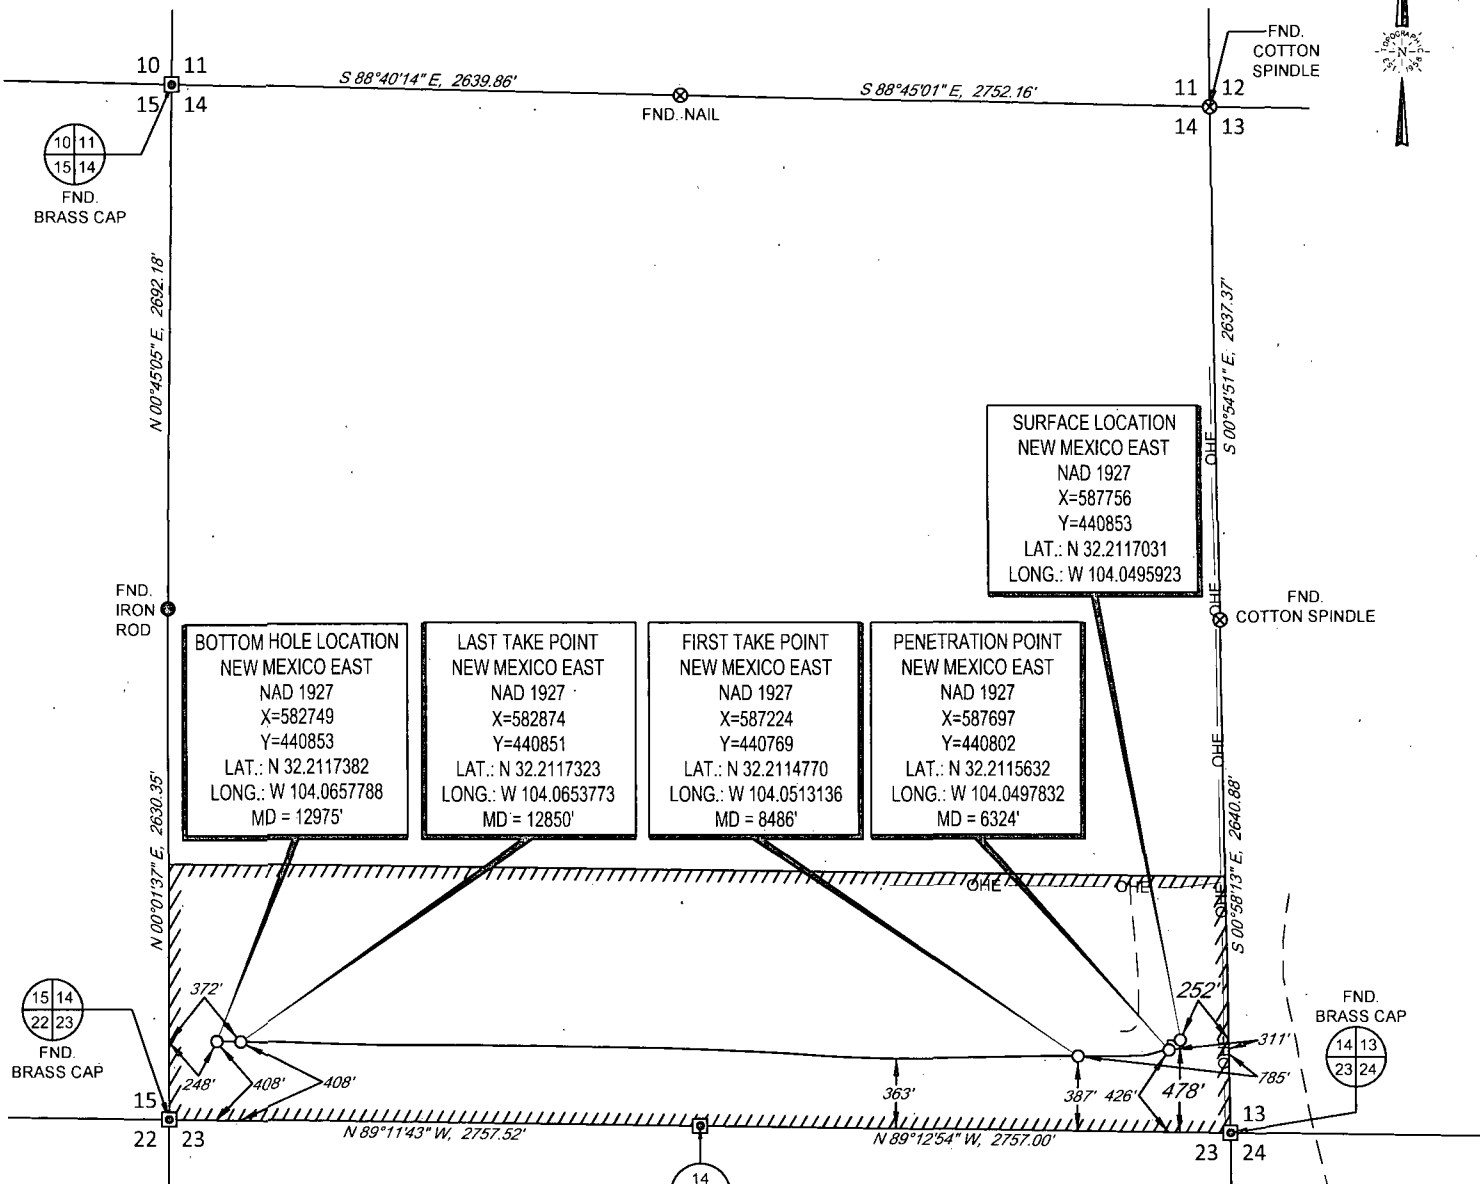 FND.
COTTON
SPINDLE
TOPOGRAPHIC
N
EST. 1958
10 11
15 14
S 88°40'14" E, 2639.86'
FND. NAIL
S 88°45'01" E, 2752.16'
11 12
14 13
10 11
15 14
FND.
BRASS CAP
N 00°45'05" E, 2692.18'
S 00°54'51" E, 2637.37'
OHE
SURFACE LOCATION
NEW MEXICO EAST
NAD 1927
X=587756
Y=440853
LAT.: N 32.2117031
LONG.: W 104.0495923
FND.
IRON
ROD
OHE
FND.
COTTON SPINDLE
BOTTOM HOLE LOCATION
NEW MEXICO EAST
NAD 1927
X=582749
Y=440853
LAT.: N 32.2117382
LONG.: W 104.0657788
MD = 12975'
LAST TAKE POINT
NEW MEXICO EAST
NAD 1927
X=582874
Y=440851
LAT.: N 32.2117323
LONG.: W 104.0653773
MD = 12850'
FIRST TAKE POINT
NEW MEXICO EAST
NAD 1927
X=587224
Y=440769
LAT.: N 32.2114770
LONG.: W 104.0513136
MD = 8486'
PENETRATION POINT
NEW MEXICO EAST
NAD 1927
X=587697
Y=440802
LAT.: N 32.2115632
LONG.: W 104.0497832
MD = 6324'
OHE
N 00°01'37" E, 2630.35'
S 00°58'13" E, 2640.88'
OHE
OHE
OHE
372'
252'
15 14
22 23
FND.
BRASS CAP
FND.
BRASS CAP
14 13
23 24
311'
248'
408'
408'
363'
387'
426'
478'
785'
15
22 23
N 89°11'43" W, 2757.52'
N 89°12'54" W, 2757.00'
13
23 24
14